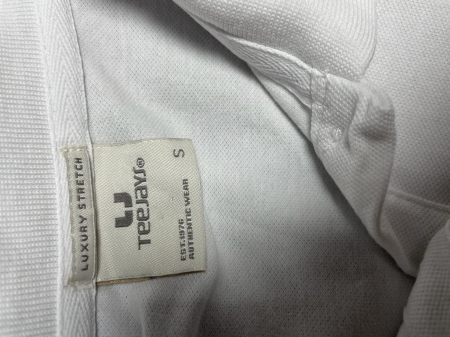 LUXURY STRETCH
TEEJAYS®
EST.1976
AUTHENTIC WEAR
S